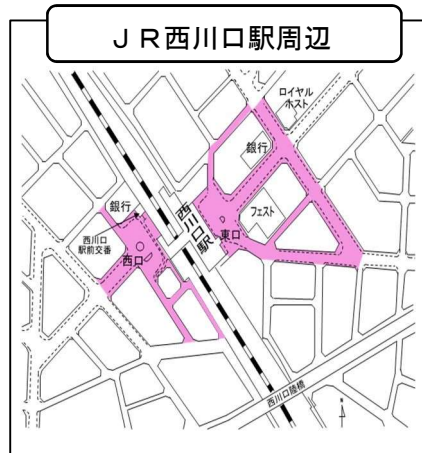 ＪＲ西川口駅周辺
ロイヤル
ホスト
銀行
銀行
フェスト
西川口駅
東口
西川口
駅前交番
西口
西川口陸橋